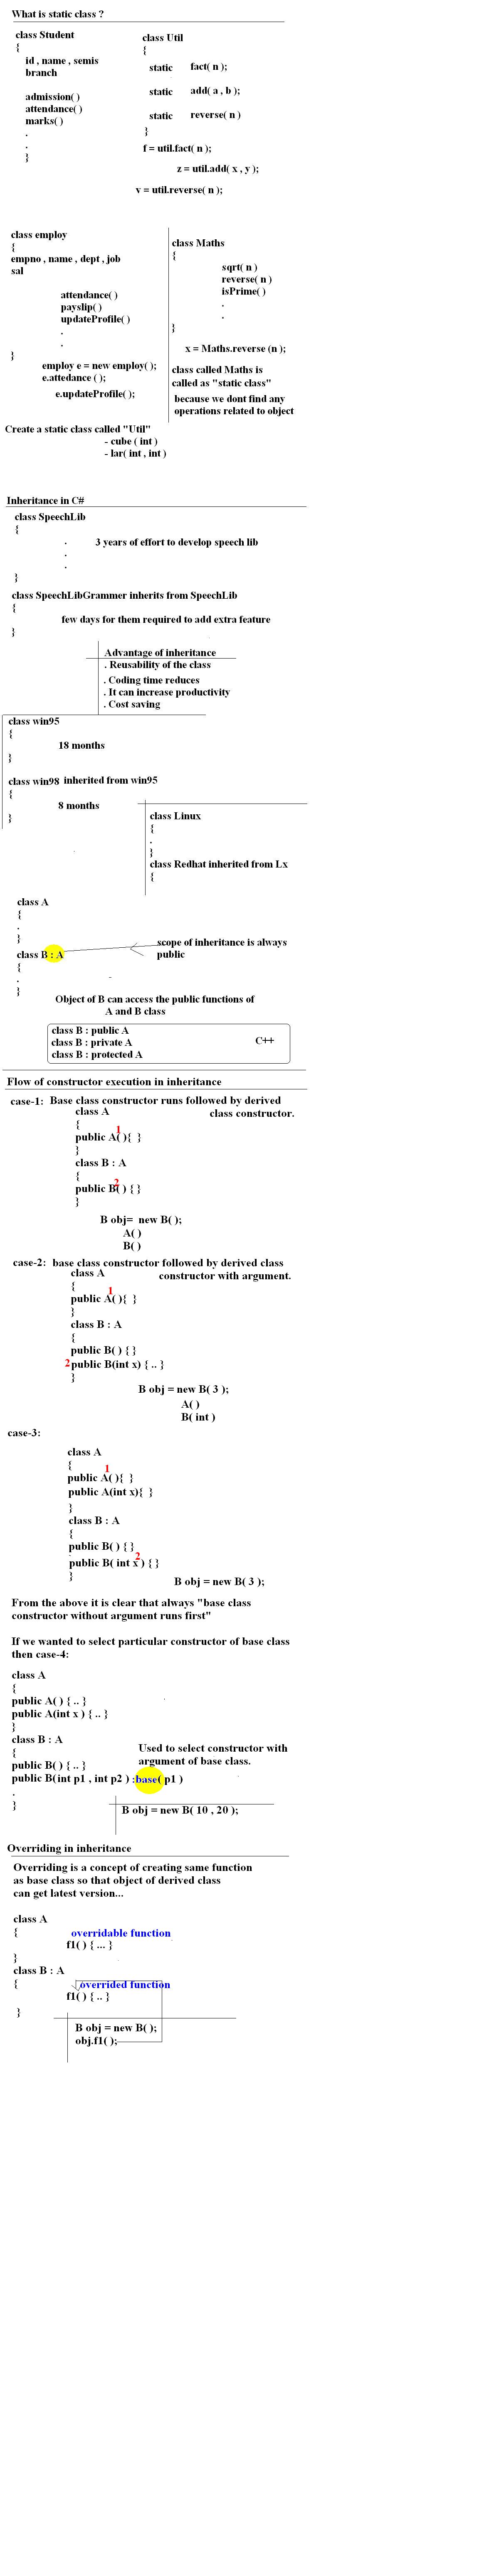 What is static class ?
class Student
{
id , name , semis
branch
admission( )
attendance( )
marks( )
.
.
}
class Util
{
static fact( n );
static add( a , b );
static reverse( n )
}
f = util.fact( n );
z = util.add( x , y );
v = util.reverse( n );
class employ
{
empno , name , dept , job
sal
attendance( )
payslip( )
updateProfile( )
.
.
}
employ e = new employ( );
e.attedance ( );
e.updateProfile( );
class Maths
{
sqrt( n )
reverse( n )
isPrime( )
.
.
}
x = Maths.reverse (n );
class called Maths is
called as "static class"
because we dont find any
operations related to object
Create a static class called "Util"
- cube ( int )
- lar( int , int )
Inheritance in C#
class SpeechLib
{
. 3 years of effort to develop speech lib
.
.
}
class SpeechLibGrammer inherits from SpeechLib
{
few days for them required to add extra feature
}
Advantage of inheritance
. Reusability of the class
. Coding time reduces
. It can increase productivity
. Cost saving
class win95
{
18 months
}
class win98 inherited from win95
{
8 months
}
class Linux
{
.
}
class Redhat inherited from Lx
{
class A
{
.
}
class B : A
{
.
}
scope of inheritance is always
public
Object of B can access the public functions of
A and B class
class B : public A
class B : private A
class B : protected A
C++
Flow of constructor execution in inheritance
case-1: Base class constructor runs followed by derived
class constructor.
class A
{
1
public A( ){ }
}
class B : A
{
2
public B( ) { }
}
B obj= new B( );
A( )
B( )
case-2: base class constructor followed by derived class
constructor with argument.
class A
{
1
public A( ){ }
}
class B : A
{
public B( ) { }
2 public B(int x) { .. }
}
B obj = new B( 3 );
A( )
B( int )
case-3:
class A
{
1
public A( ){ }
public A(int x){ }
}
class B : A
{
public B( ) { }
2
public B( int x ) { }
}
B obj = new B( 3 );
From the above it is clear that always "base class
constructor without argument runs first"
If we wanted to select particular constructor of base class
then case-4:
class A
{
public A( ) { .. }
public A(int x ) { .. }
}
class B : A
{
public B( ) { .. }
public B(int p1 , int p2 ) :base( p1 )
.
}
Used to select constructor with
argument of base class.
B obj = new B( 10 , 20 );
Overriding in inheritance
Overriding is a concept of creating same function
as base class so that object of derived class
can get latest version...
class A
{ overridable function
f1( ) { ... }
}
class B : A
{ overrided function
f1( ) { .. }
}
B obj = new B( );
obj.f1( );